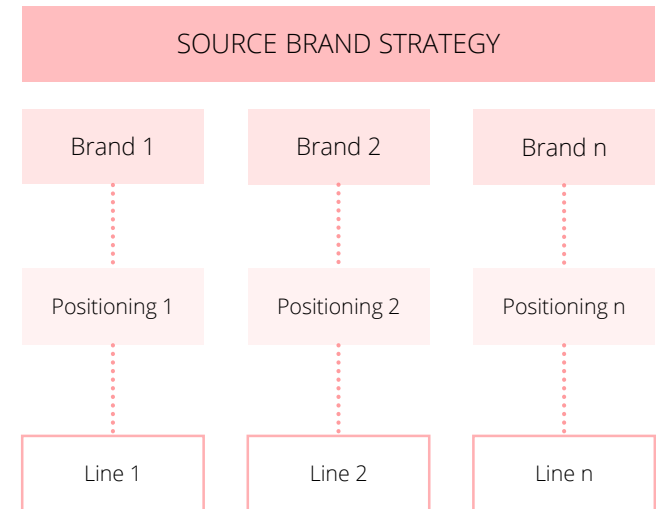 SOURCE BRAND STRATEGY
Brand 1
Brand 2
Brand n
Positioning 1
Positioning 2
Positioning n
Line 1
Line 2
Line n